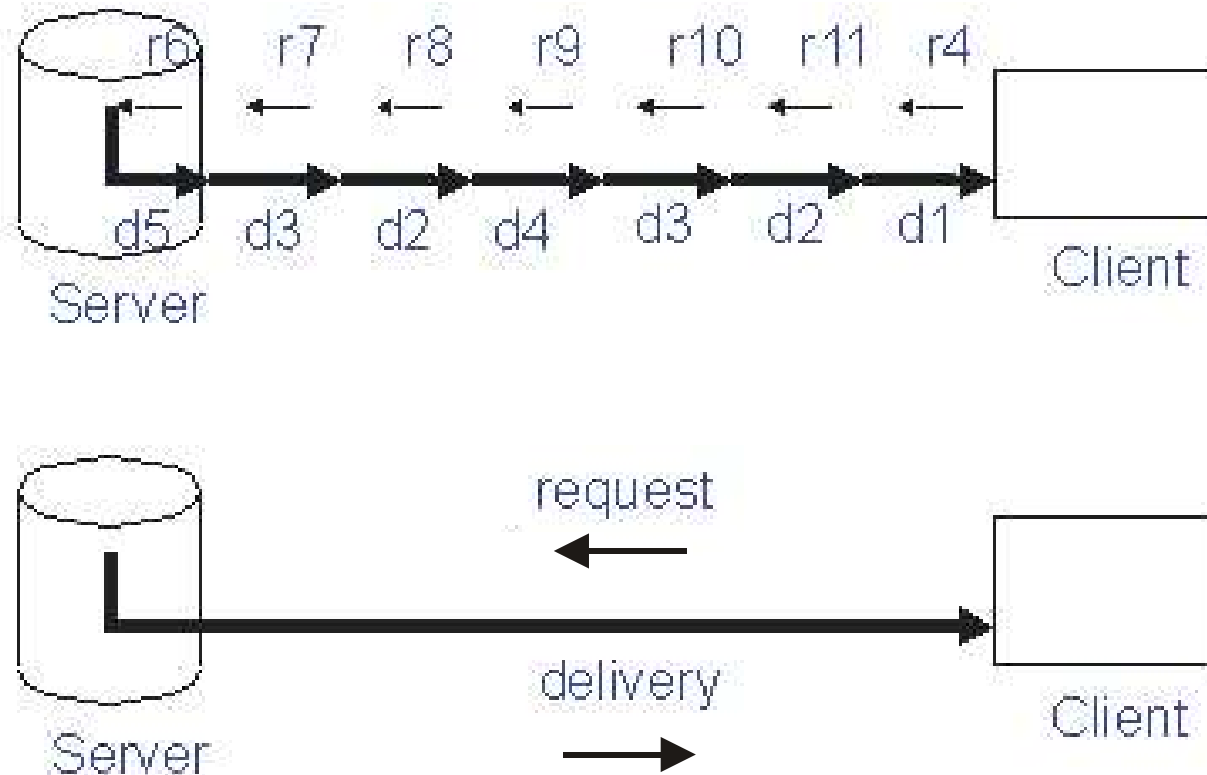 r6 r7 r8 r9 r10 r11 r4
d5 d3 d2 d4 d3 d2 d1
Client
Server
request
delivery
Client
Server